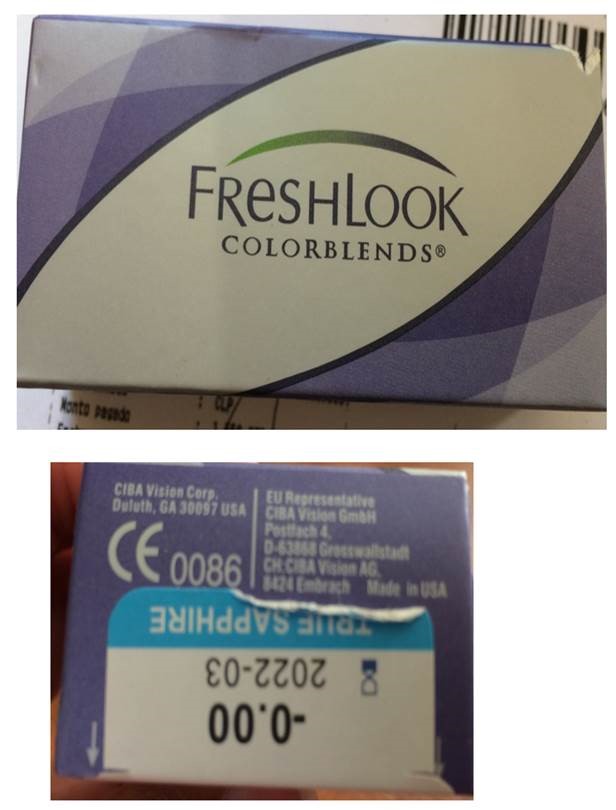 FRESHLOOK
COLORBLENDS®
Monto pagado : CLP/
CIBA Vision Corp.
Duluth, GA 30097 USA
CE 0086
EU Representative
CIBA Vision GmbH
Postfach 4,
D-63868 Grosswallstadt
CH:CIBA Vision AG,
8424 Embrach Made in USA
TRUE SAPPHIRE
2022-03
-0.00